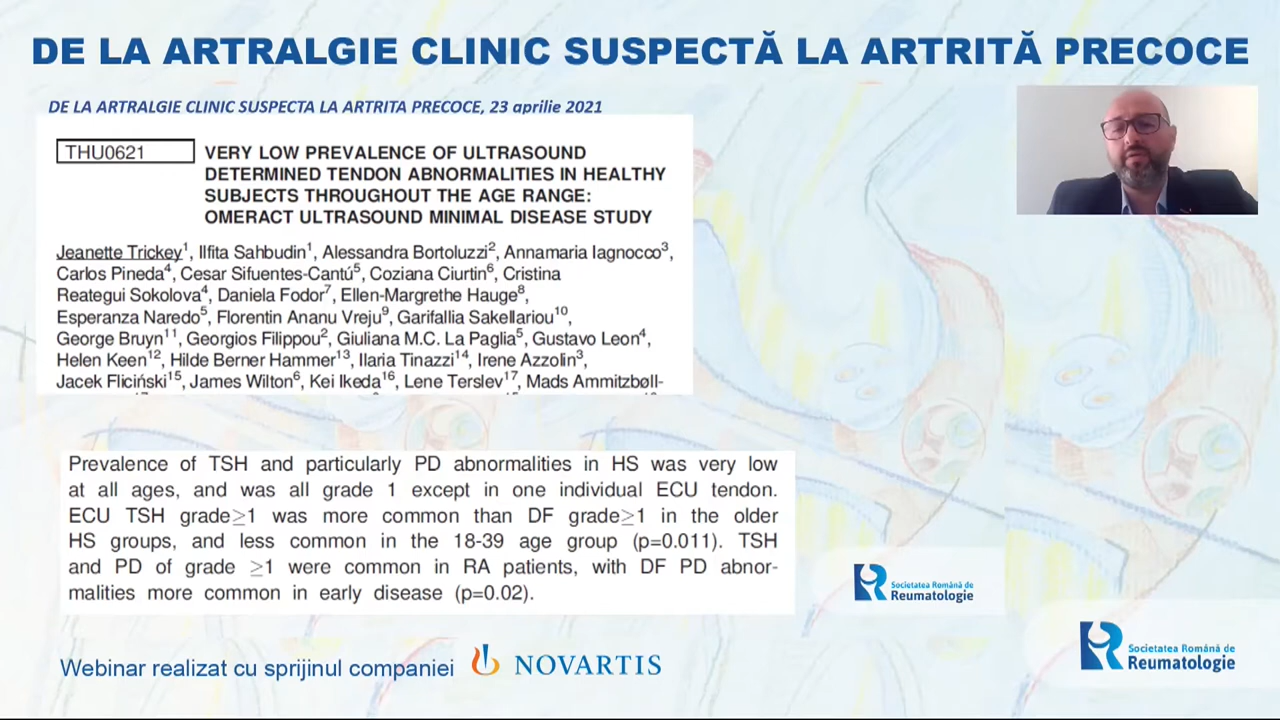 DE LA ARTRALGIE CLINIC SUSPECTĂ LA ARTRITĂ PRECOCE
DE LA ARTRALGIE CLINIC SUSPECTA LA ARTRITA PRECOCE, 23 aprilie 2021
THU0621
VERY LOW PREVALENCE OF ULTRASOUND
DETERMINED TENDON ABNORMALITIES IN HEALTHY
SUBJECTS THROUGHOUT THE AGE RANGE:
OMERACT ULTRASOUND MINIMAL DISEASE STUDY
Jeanette Trickey¹, Ilfita Sahbudin¹, Alessandra Bortoluzzi², Annamaria Iagnocco³,
Carlos Pineda⁴, Cesar Sifuentes-Cantú⁵, Coziana Ciurtin⁶, Cristina
Reategui Sokolova⁴, Daniela Fodor⁷, Ellen-Margrethe Hauge⁸,
Esperanza Naredo⁵, Florentin Ananu Vreju⁹, Garifallia Sakellariou¹⁰,
George Bruyn¹¹, Georgios Filippou², Giuliana M.C. La Paglia⁵, Gustavo Leon⁴,
Helen Keen¹², Hilde Berner Hammer¹³, Ilaria Tinazzi¹⁴, Irene Azzolin³,
Jacek Fliciński¹⁵, James Wilton⁶, Kei Ikeda¹⁶, Lene Terslev¹⁷, Mads Ammitzbøll-
Prevalence of TSH and particularly PD abnormalities in HS was very low
at all ages, and was all grade 1 except in one individual ECU tendon.
ECU TSH grade≥1 was more common than DF grade≥1 in the older
HS groups, and less common in the 18-39 age group (p=0.011). TSH
and PD of grade ≥1 were common in RA patients, with DF PD abnor-
malities more common in early disease (p=0.02).
Societatea Română de
Reumatologie
Webinar realizat cu sprijinul companiei
NOVARTIS
Societatea Română de
Reumatologie